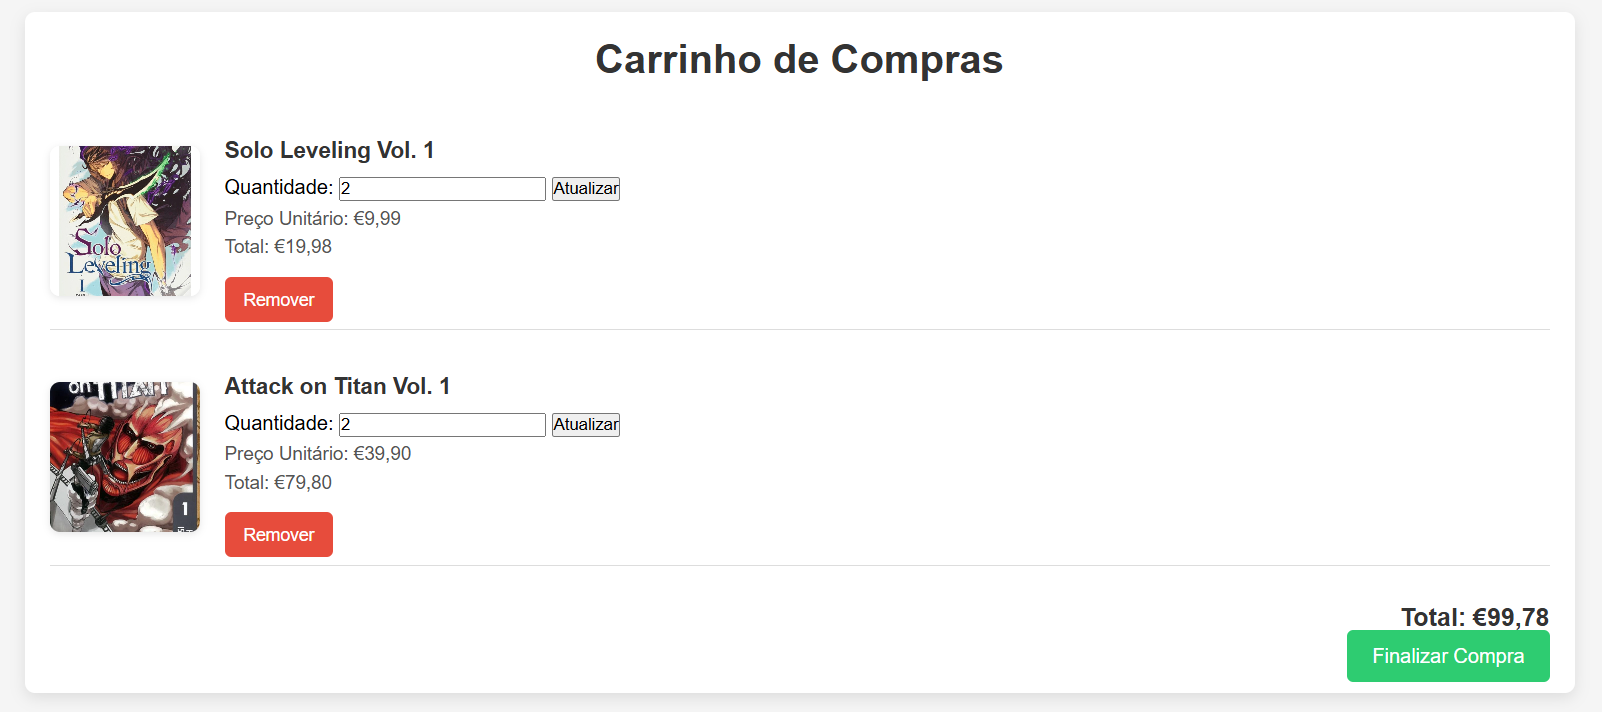 Carrinho de Compras
Solo Leveling Vol. 1
Quantidade: 2 Atualizar
Preço Unitário: €9,99
Total: €19,98
Solo
Leveling
1
Remover
Attack on Titan Vol. 1
Quantidade: 2 Atualizar
Preço Unitário: €39,90
Total: €79,80
on TITAN
1
Remover
Total: €99,78
Finalizar Compra